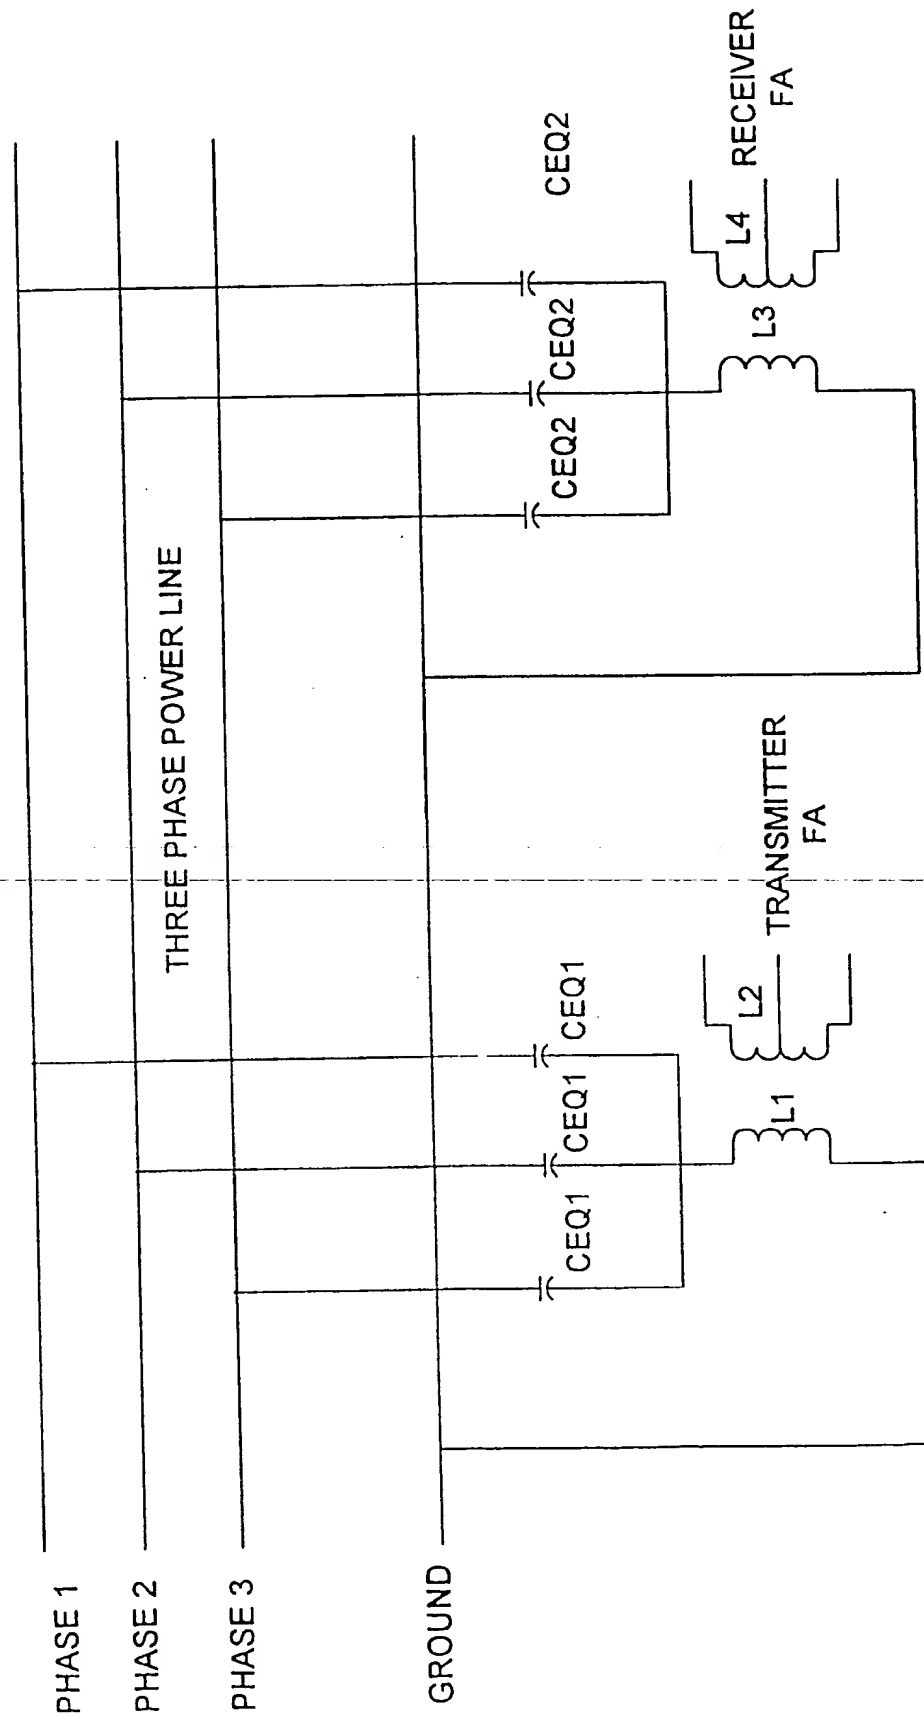 PHASE 1
PHASE 2
PHASE 3
GROUND
THREE PHASE POWER LINE
CEQ1
CEQ1
CEQ1
L1
L2
TRANSMITTER
FA
CEQ2
CEQ2
CEQ2
L3
L4
RECEIVER
FA